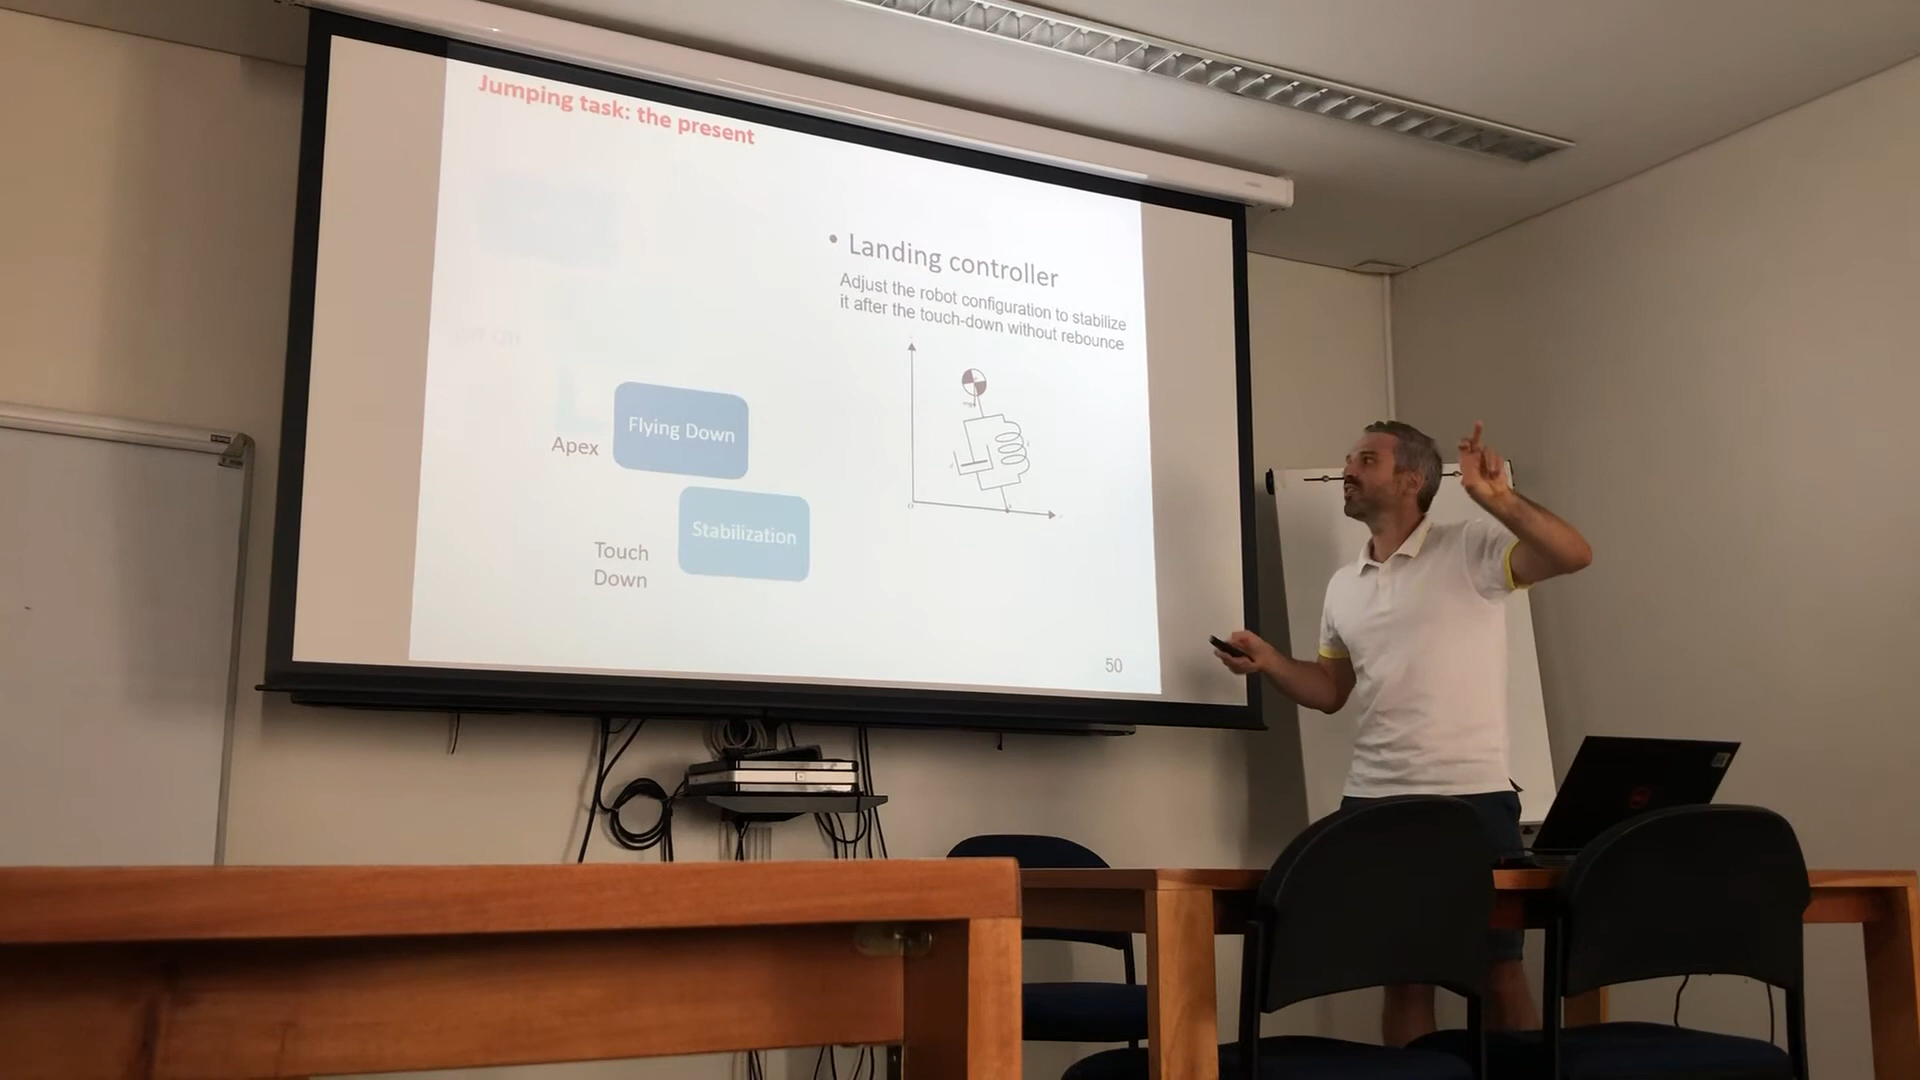 Jumping task: the present
• Landing controller
Adjust the robot configuration to stabilize
it after the touch-down without rebounce
Apex
Flying Down
Stabilization
Touch
Down
50